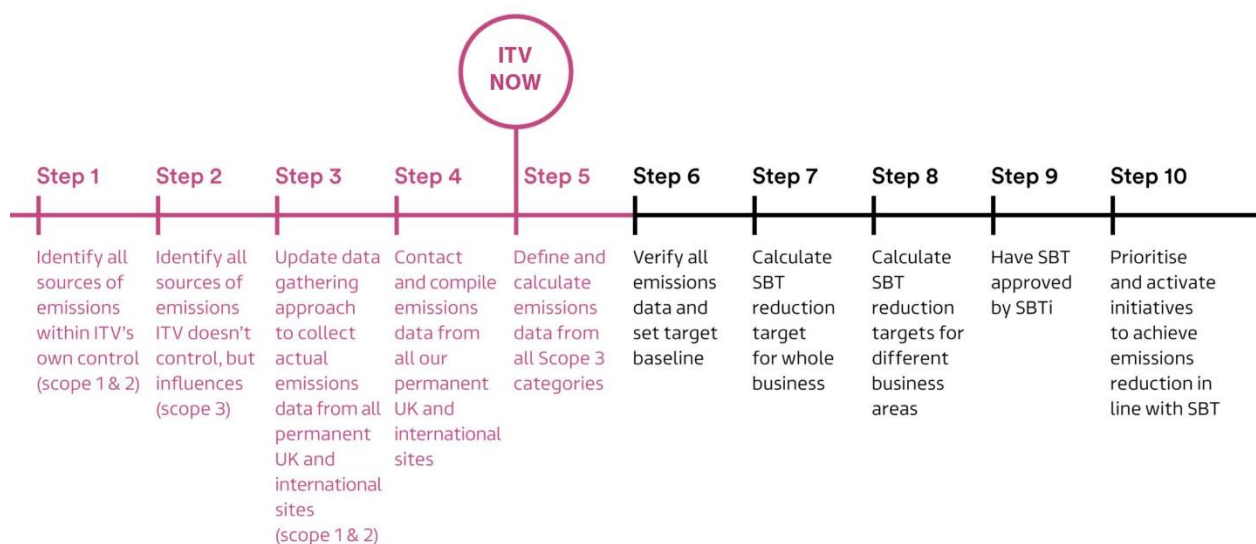 ITV
NOW
Step 1
Identify all
sources of
emissions
within ITV's
own control
(scope 1 & 2)
Step 2
Identify all
sources of
emissions
ITV doesn't
control, but
influences
(scope 3)
Step 3
Update data
gathering
approach
to collect
actual
emissions
data from all
permanent
UK and
international
sites
(scope 1 & 2)
Step 4
Contact
and compile
emissions
data from
all our
permanent
UK and
international
sites
Step 5
Define and
calculate
emissions
data from
all Scope 3
categories
Step 6
Verify all
emissions
data and
set target
baseline
Step 7
Calculate
SBT
reduction
target
for whole
business
Step 8
Calculate
SBT
reduction
targets for
different
business
areas
Step 9
Have SBT
approved
by SBTi
Step 10
Prioritise
and activate
initiatives
to achieve
emissions
reduction in
line with SBT